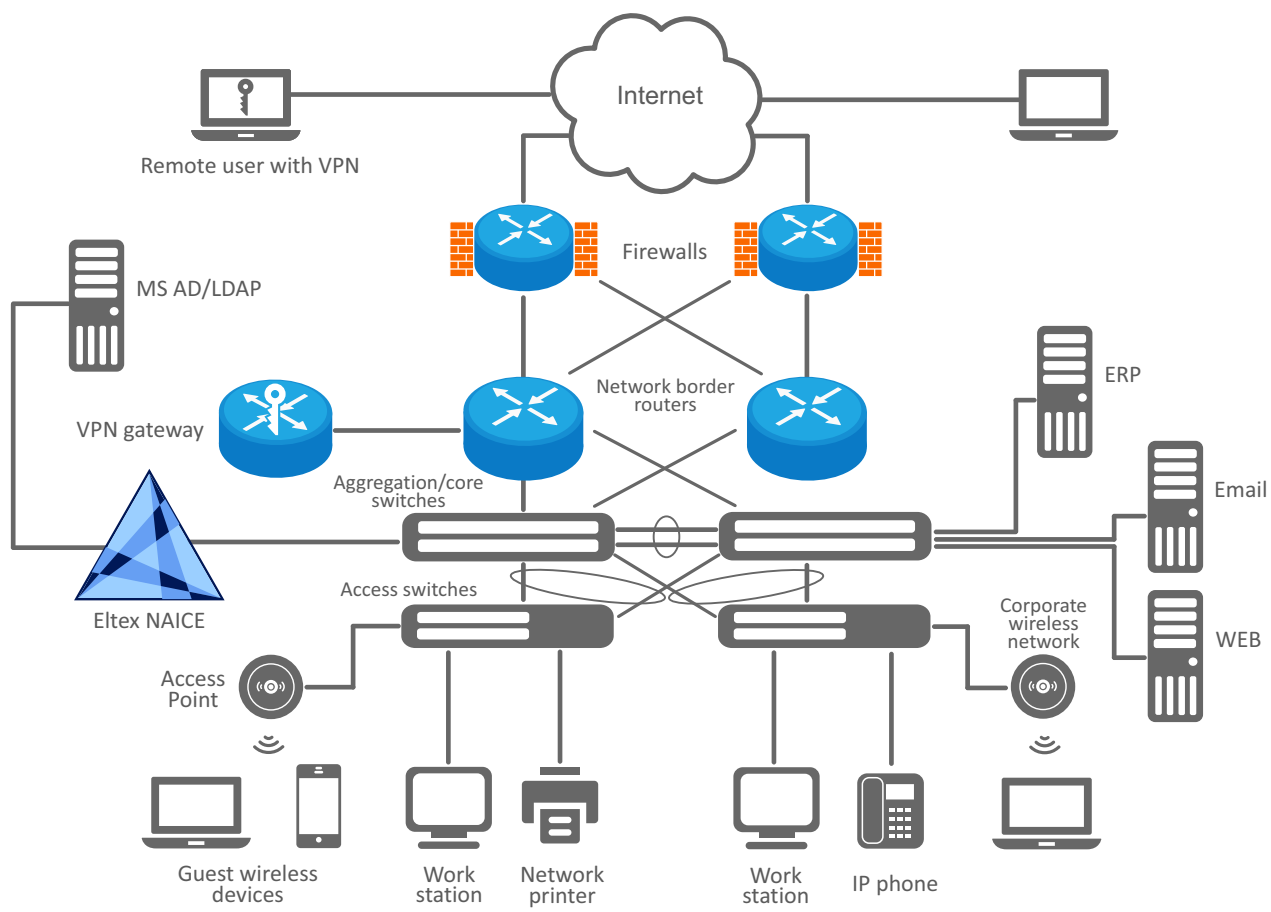 Internet
Remote user with VPN
Firewalls
MS AD/LDAP
Network border
routers
ERP
VPN gateway
Aggregation/core
switches
Email
Access switches
Eltex NAICE
Corporate
wireless
network
WEB
Access
Point
Guest wireless
devices
Work
station
Network
printer
Work
station
IP phone